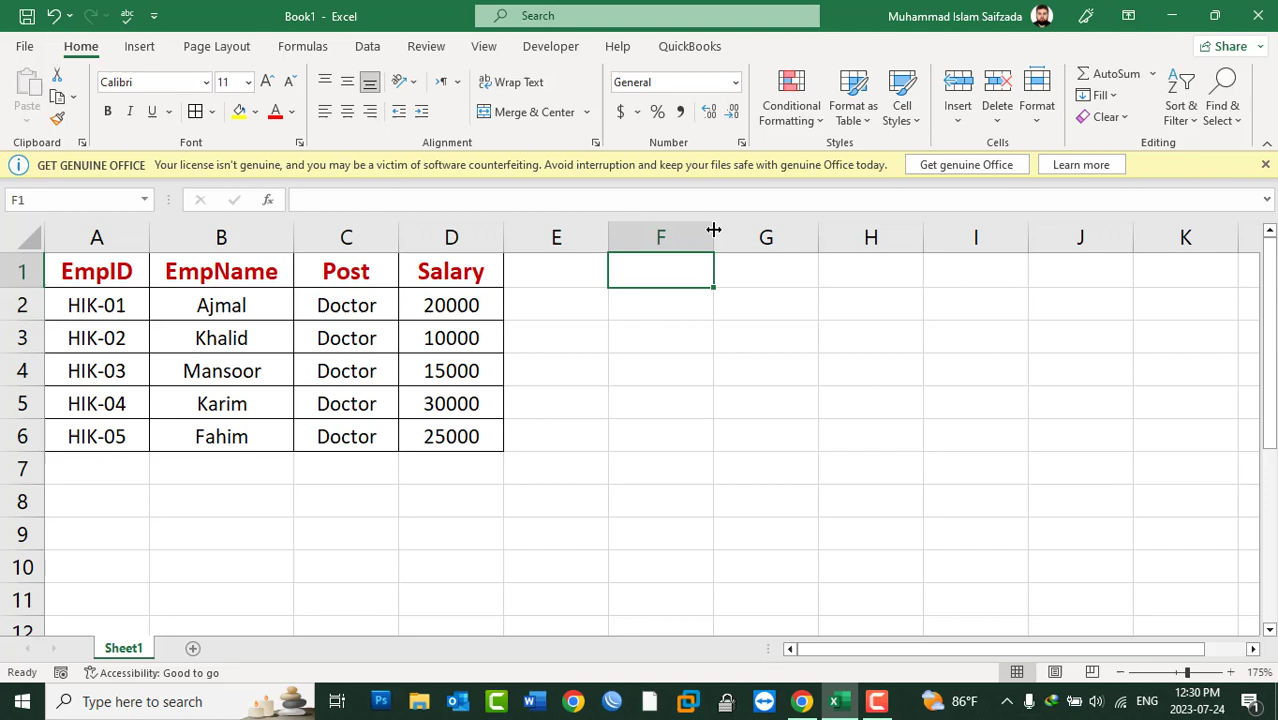 Book1 - Excel
Search
Muhammad Islam Saifzada
File Home Insert Page Layout Formulas Data Review View Developer Help QuickBooks Share
Paste
Calibri 11
B I U
Wrap Text
Merge & Center
General
$ % ,
Conditional Formatting
Format as Table
Cell Styles
Insert
Delete
Format
AutoSum
Fill
Clear
Sort & Filter
Find & Select
Clipboard Font Alignment Number Styles Cells Editing
GET GENUINE OFFICE Your license isn't genuine, and you may be a victim of software counterfeiting. Avoid interruption and keep your files safe with genuine Office today. Get genuine Office Learn more
F1 fx
A B C D E F G H I J K
1 EmpID EmpName Post Salary
2 HIK-01 Ajmal Doctor 20000
3 HIK-02 Khalid Doctor 10000
4 HIK-03 Mansoor Doctor 15000
5 HIK-04 Karim Doctor 30000
6 HIK-05 Fahim Doctor 25000
7
8
9
10
11
12
Sheet1
Ready Accessibility: Good to go 175%
Type here to search
86°F ENG 12:30 PM
2023-07-24